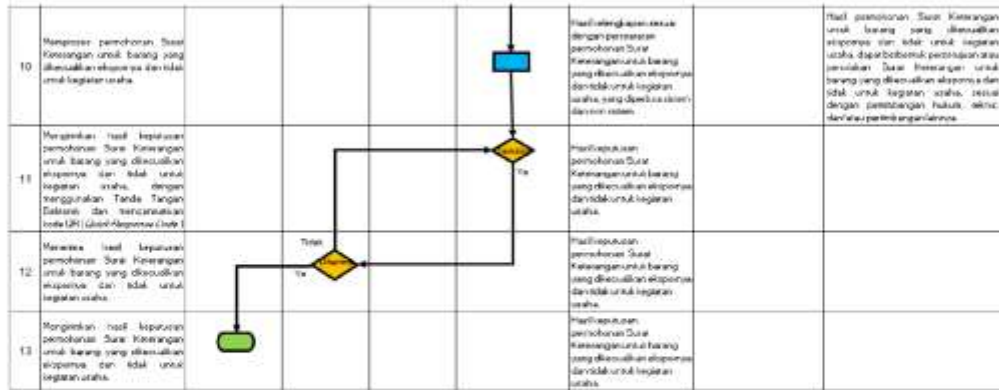 10
Memproses permohonan Surat
Keterangan untuk barang yang
dikecualikan ekspornya dan tidak
untuk kegiatan usaha.
Hasil kelengkapan sesuai
dengan persyaratan
permohonan Surat
Keterangan untuk barang
yang dikecualikan ekspornya
dan tidak untuk kegiatan
usaha, yang diperiksa sistem
dan non sistem.
Hasil permohonan Surat Keterangan
untuk barang yang dikecualikan
ekspornya dan tidak untuk kegiatan
usaha, dapat berbentuk persetujuan atau
penolakan Surat Keterangan untuk
barang yang dikecualikan ekspornya dan
tidak untuk kegiatan usaha, sesuai
dengan pertimbangan hukum, teknis
dan/atau pertimbangan lainnya.
11
Mengirimkan hasil keputusan
permohonan Surat Keterangan
untuk barang yang dikecualikan
ekspornya dan tidak untuk
kegiatan usaha, dengan
menggunakan Tanda Tangan
Elektronik dan mencantumkan
kode QR (Quick Response Code)
Ya
Hasil keputusan
permohonan Surat
Keterangan untuk barang
yang dikecualikan ekspornya
dan tidak untuk kegiatan
usaha.
12
Menerima hasil keputusan
permohonan Surat Keterangan
untuk barang yang dikecualikan
ekspornya dan tidak untuk
kegiatan usaha.
Tidak
Ya
Hasil keputusan
permohonan Surat
Keterangan untuk barang
yang dikecualikan ekspornya
dan tidak untuk kegiatan
usaha.
13
Mengirimkan hasil keputusan
permohonan Surat Keterangan
untuk barang yang dikecualikan
ekspornya dan tidak untuk
kegiatan usaha.
Hasil keputusan
permohonan Surat
Keterangan untuk barang
yang dikecualikan ekspornya
dan tidak untuk kegiatan
usaha.